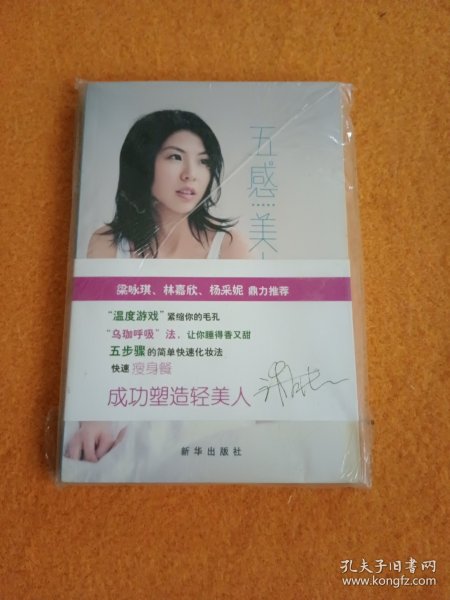 五感美人
梁咏琪、林嘉欣、杨采妮 鼎力推荐
“温度游戏”紧缩你的毛孔
“乌珈呼吸”法，让你睡得香又甜
五步骤的简单快速化妆法
快速瘦身餐
成功塑造轻美人
新华出版社
孔夫子旧书网
www.kongfz.com